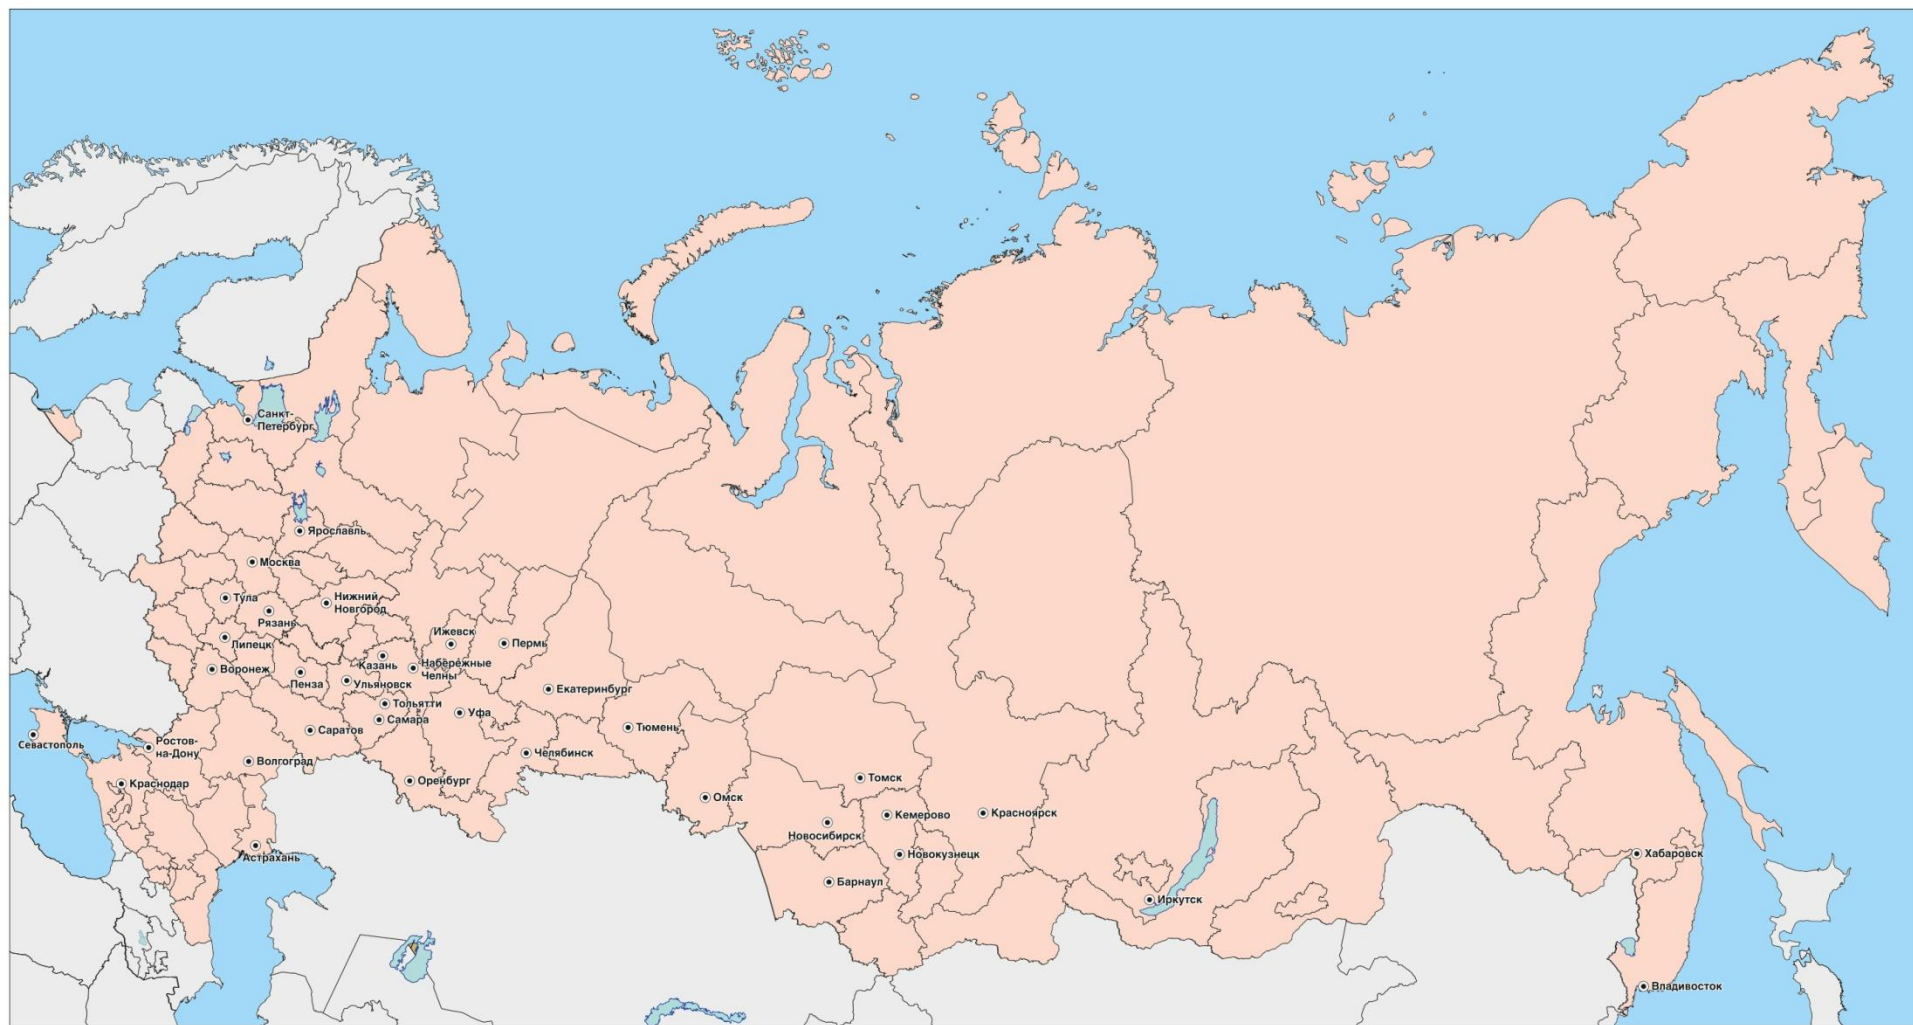 Санкт-
Петербург
Ярославль
Москва
Тула
Нижний
Новгород
Рязань
Ижевск
Липецк
Пермь
Казань
Набережные
Челны
Воронеж
Пенза
Ульяновск
Екатеринбург
Тольятти
Уфа
Самара
Саратов
Тюмень
Севастополь
Ростов-
на-Дону
Челябинск
Волгоград
Оренбург
Томск
Краснодар
Омск
Кемерово
Красноярск
Новосибирск
Астрахань
Новокузнецк
Хабаровск
Барнаул
Иркутск
Владивосток